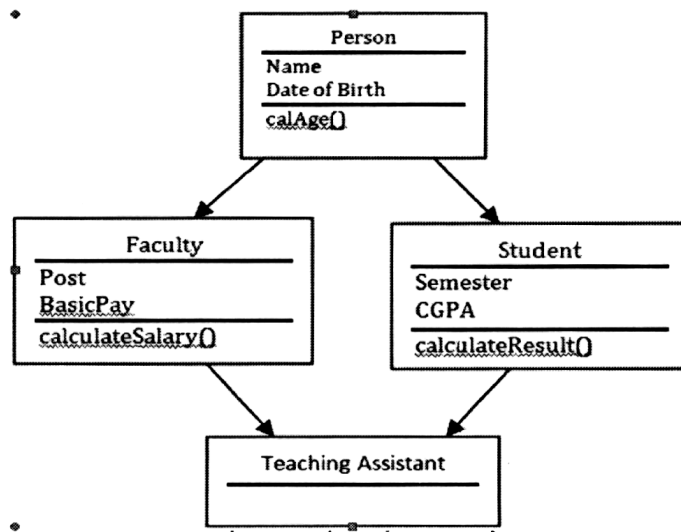 Person
Name
Date of Birth
calAge()
Faculty
Post
BasicPay
calculateSalary()
Student
Semester
CGPA
calculateResult()
Teaching Assistant